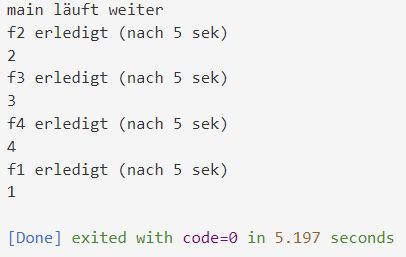 main läuft weiter
f2 erledigt (nach 5 sek)
2
f3 erledigt (nach 5 sek)
3
f4 erledigt (nach 5 sek)
4
f1 erledigt (nach 5 sek)
1
[Done] exited with code=0 in 5.197 seconds